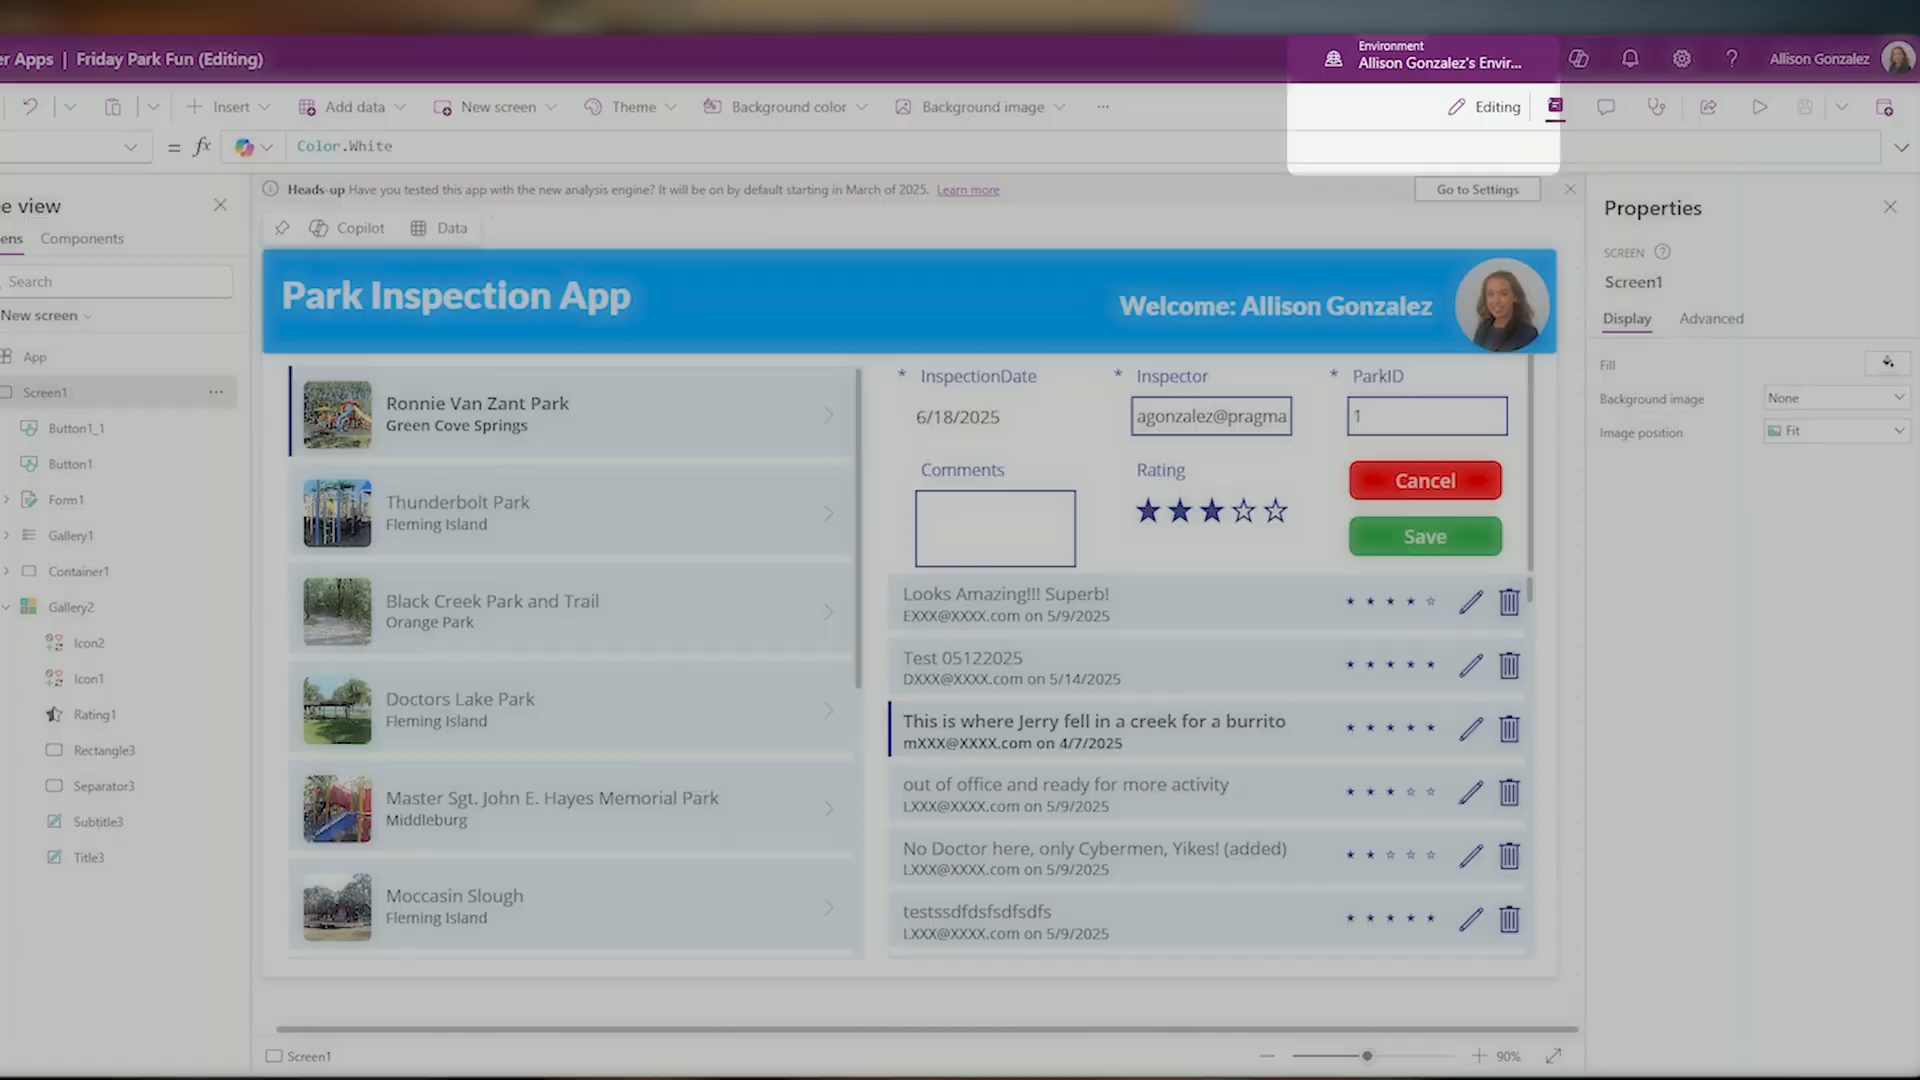 er Apps | Friday Park Fun (Editing)
Environment
Allison Gonzalez's Envir...
Allison Gonzalez
Insert
Add data
New screen
Theme
Background color
Background image
...
Editing
= fx
Color.White
Heads-up Have you tested this app with the new analysis engine? It will be on by default starting in March of 2025. Learn more
Go to Settings
e view
ens
Components
Search
New screen
App
Screen1
...
Button1_1
Button1
Form1
Gallery1
Container1
Gallery2
Icon2
Icon1
Rating1
Rectangle3
Separator3
Subtitle3
Title3
Copilot
Data
Park Inspection App
Welcome: Allison Gonzalez
Ronnie Van Zant Park
Green Cove Springs
Thunderbolt Park
Fleming Island
Black Creek Park and Trail
Orange Park
Doctors Lake Park
Fleming Island
Master Sgt. John E. Hayes Memorial Park
Middleburg
Moccasin Slough
Fleming Island
* InspectionDate
6/18/2025
* Inspector
agonzalez@pragma
* ParkID
1
Comments
Rating
Cancel
Save
Looks Amazing!!! Superb!
EXXX@XXXX.com on 5/9/2025
Test 05122025
DXXX@XXXX.com on 5/14/2025
This is where Jerry fell in a creek for a burrito
mXXX@XXXX.com on 4/7/2025
out of office and ready for more activity
LXXX@XXXX.com on 5/9/2025
No Doctor here, only Cybermen, Yikes! (added)
LXXX@XXXX.com on 5/9/2025
testssdfdsfsdfsdfs
LXXX@XXXX.com on 5/9/2025
Properties
SCREEN
Screen1
Display
Advanced
Fill
Background image
None
Image position
Fit
Screen1
90%